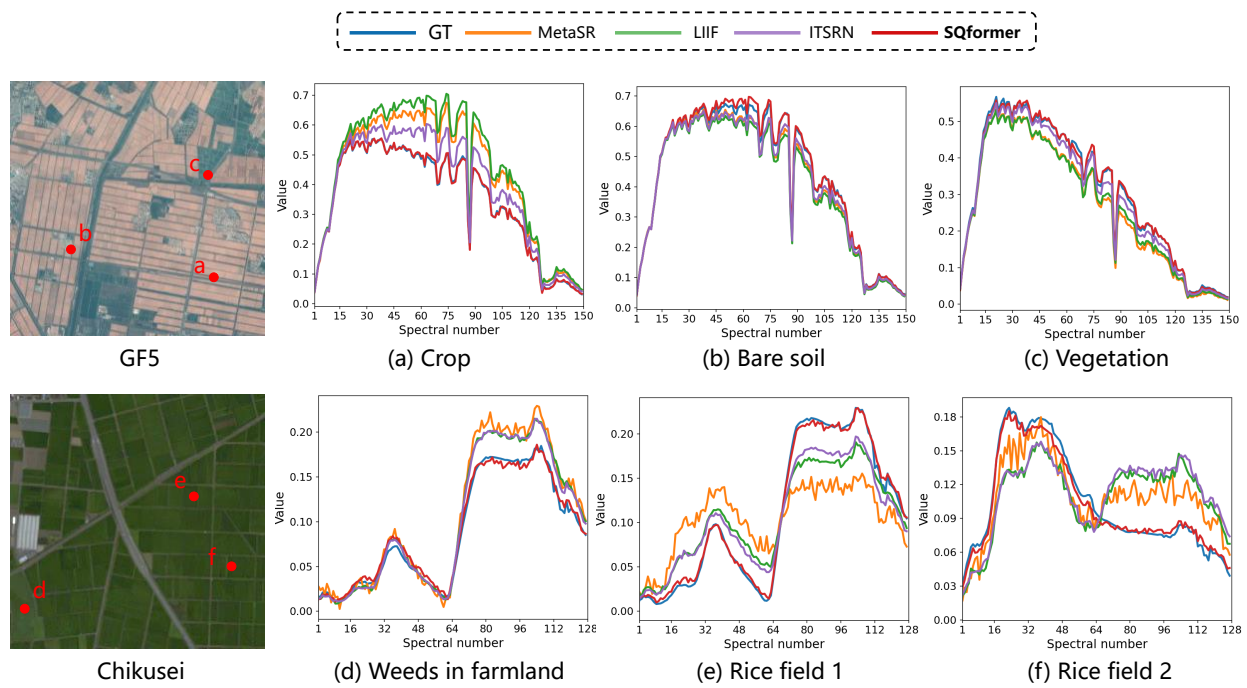 GT MetaSR LIIF ITSRN SQformer
c
b
a
GF5
Value
0.7
0.6
0.5
0.4
0.3
0.2
0.1
0.0
1 15 30 45 60 75 90 105 120 135 150
Spectral number
(a) Crop
Value
0.7
0.6
0.5
0.4
0.3
0.2
0.1
0.0
1 15 30 45 60 75 90 105 120 135 150
Spectral number
(b) Bare soil
Value
0.5
0.4
0.3
0.2
0.1
0.0
1 15 30 45 60 75 90 105 120 135 150
Spectral number
(c) Vegetation
e
f
d
Chikusei
Value
0.20
0.15
0.10
0.05
0.00
1 16 32 48 64 80 96 112 128
Spectral number
(d) Weeds in farmland
Value
0.20
0.15
0.10
0.05
0.00
1 16 32 48 64 80 96 112 128
Spectral number
(e) Rice field 1
Value
0.18
0.15
0.12
0.09
0.06
0.03
0.00
1 16 32 48 64 80 96 112 128
Spectral number
(f) Rice field 2